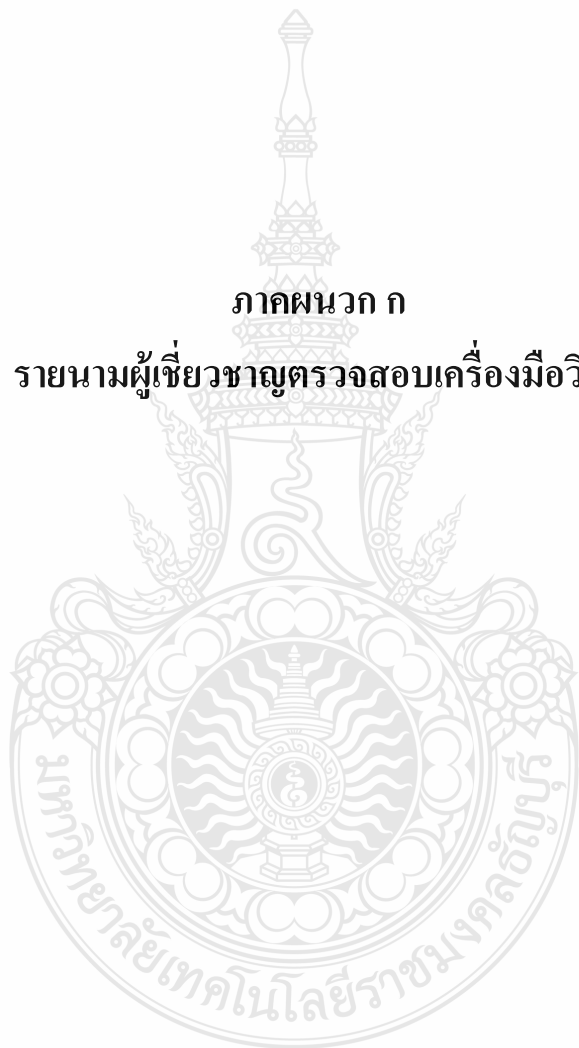 ภาคผนวก ก
รายนามผู้เชี่ยวชาญตรวจสอบเครื่องมือวิ
มหาวิทยาลัยเทคโนโลยีราชมงคลธัญบุรี